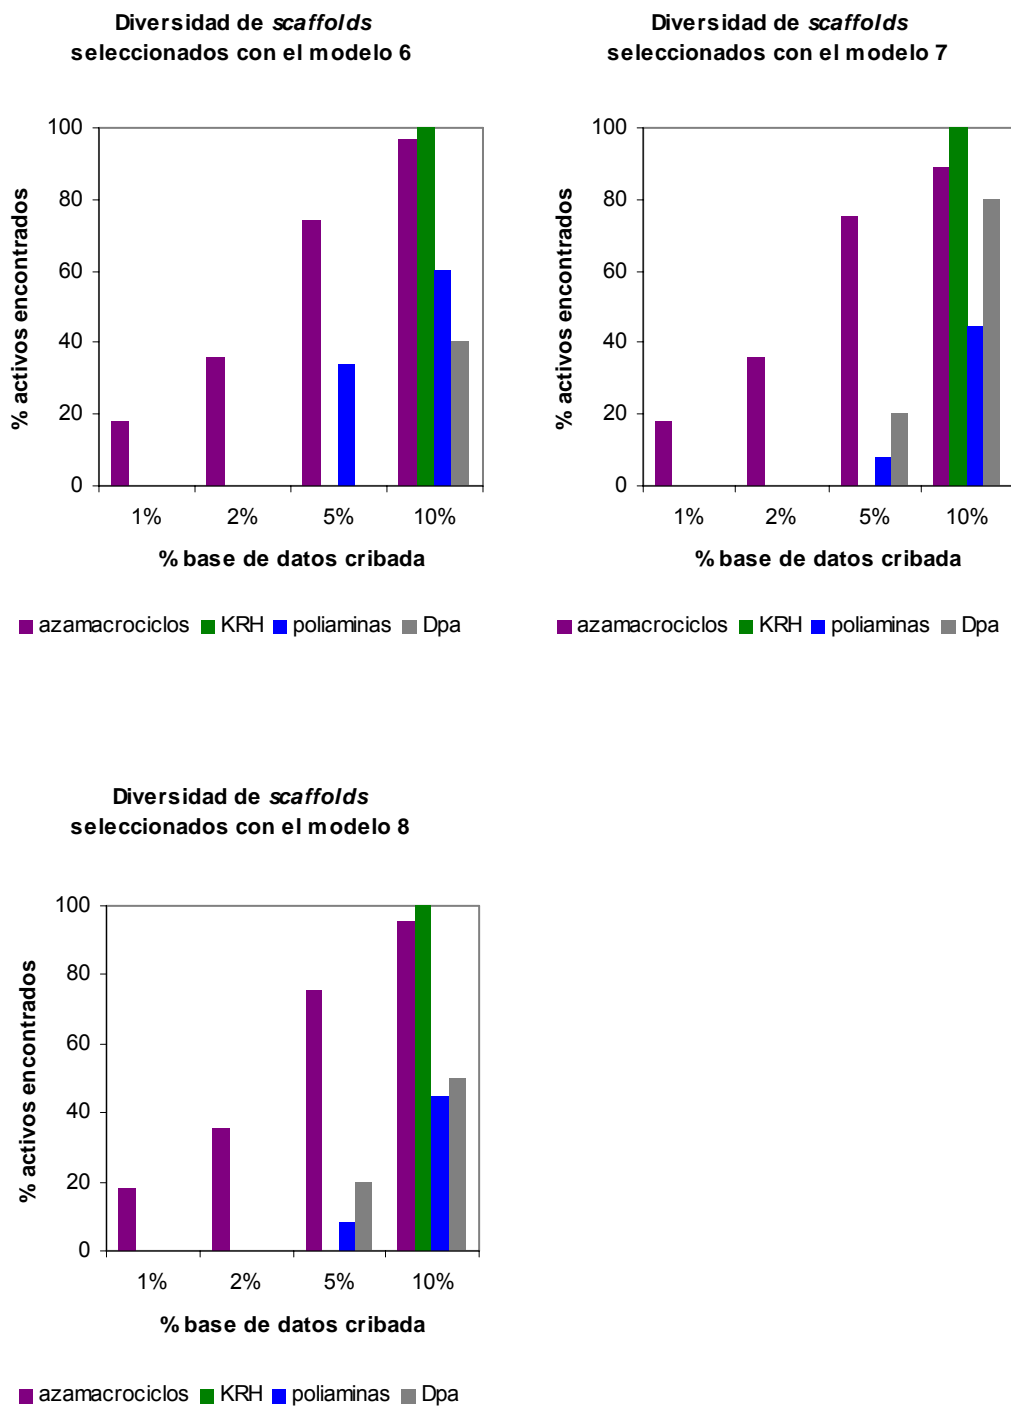 Diversidad de scaffolds
seleccionados con el modelo 6
% activos encontrados
100
80
60
40
20
0
1% 2% 5% 10%
% base de datos cribada
azamacrociclos KRH poliaminas Dpa
Diversidad de scaffolds
seleccionados con el modelo 7
% activos encontrados
100
80
60
40
20
0
1% 2% 5% 10%
% base de datos cribada
azamacrociclos KRH poliaminas Dpa
Diversidad de scaffolds
seleccionados con el modelo 8
% activos encontrados
100
80
60
40
20
0
1% 2% 5% 10%
% base de datos cribada
azamacrociclos KRH poliaminas Dpa